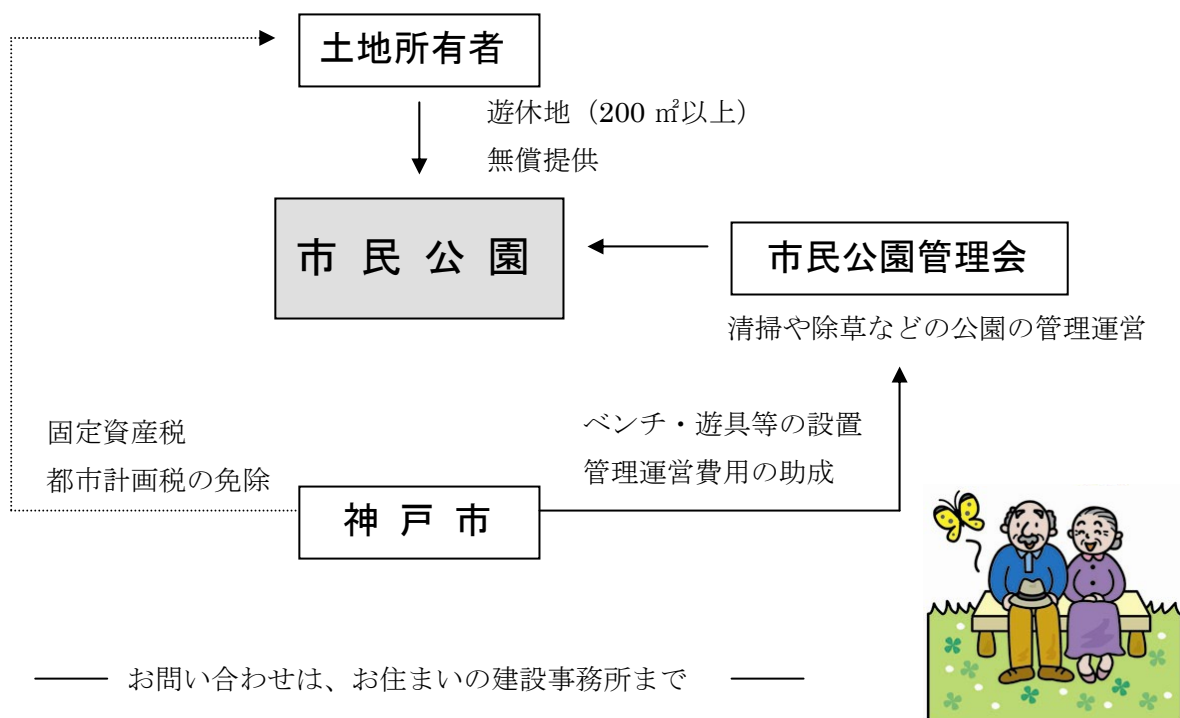 土地所有者
遊休地（200 ㎡以上）
無償提供
市 民 公 園
市民公園管理会
清掃や除草などの公園の管理運営
固定資産税
都市計画税の免除
ベンチ・遊具等の設置
管理運営費用の助成
神 戸 市
お問い合わせは、お住まいの建設事務所まで